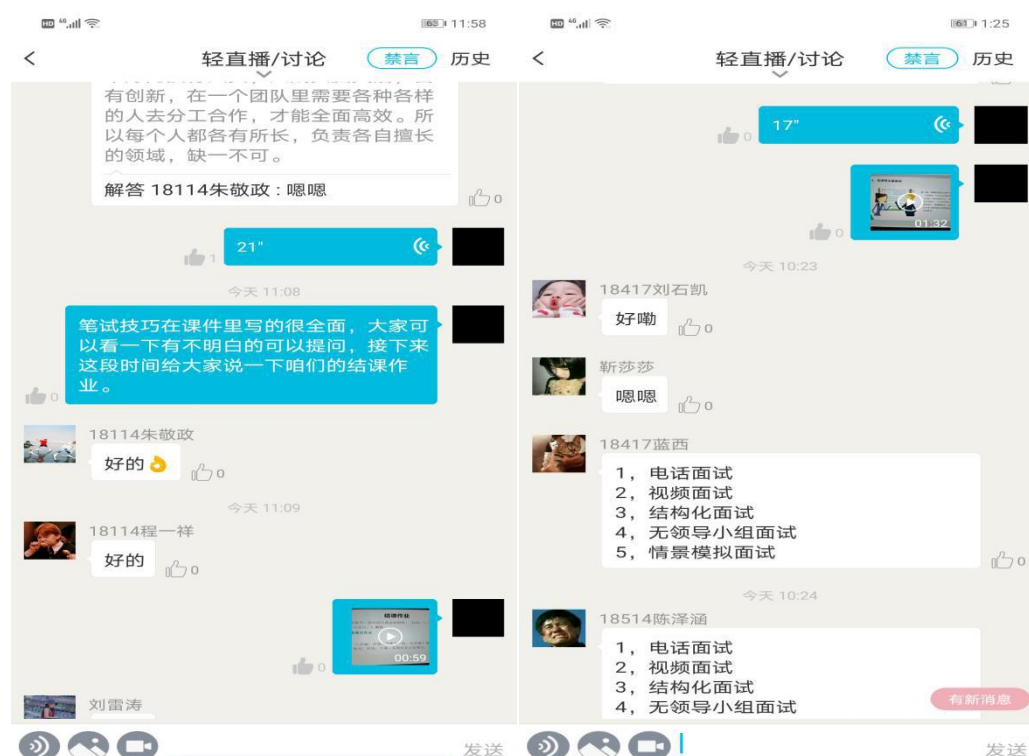 HD 4G 63 11:58
轻直播/讨论 禁言 历史
有创新，在一个团队里需要各种各样
的人去分工合作，才能全面高效。所
以每个人都各有所长，负责各自擅长
的领域，缺一不可。
解答 18114朱敬政 : 嗯嗯
0
21"
1
今天 11:08
笔试技巧在课件里写的很全面，大家可
以看一下有不明白的可以提问，接下来
这段时间给大家说一下咱们的结课作
业。
0
18114朱敬政
好的👌
0
今天 11:09
18114程一祥
好的
0
结课作业
00:59
0
刘雷涛
发送
HD 4G 61 1:25
轻直播/讨论 禁言 历史
17"
0
01:32
0
今天 10:23
18417刘石凯
好嘞
0
靳莎莎
嗯嗯
0
18417蓝西
1，电话面试
2，视频面试
3，结构化面试
4，无领导小组面试
5，情景模拟面试
0
今天 10:24
18514陈泽涵
1，电话面试
2，视频面试
3，结构化面试
4，无领导小组面试
有新消息
发送